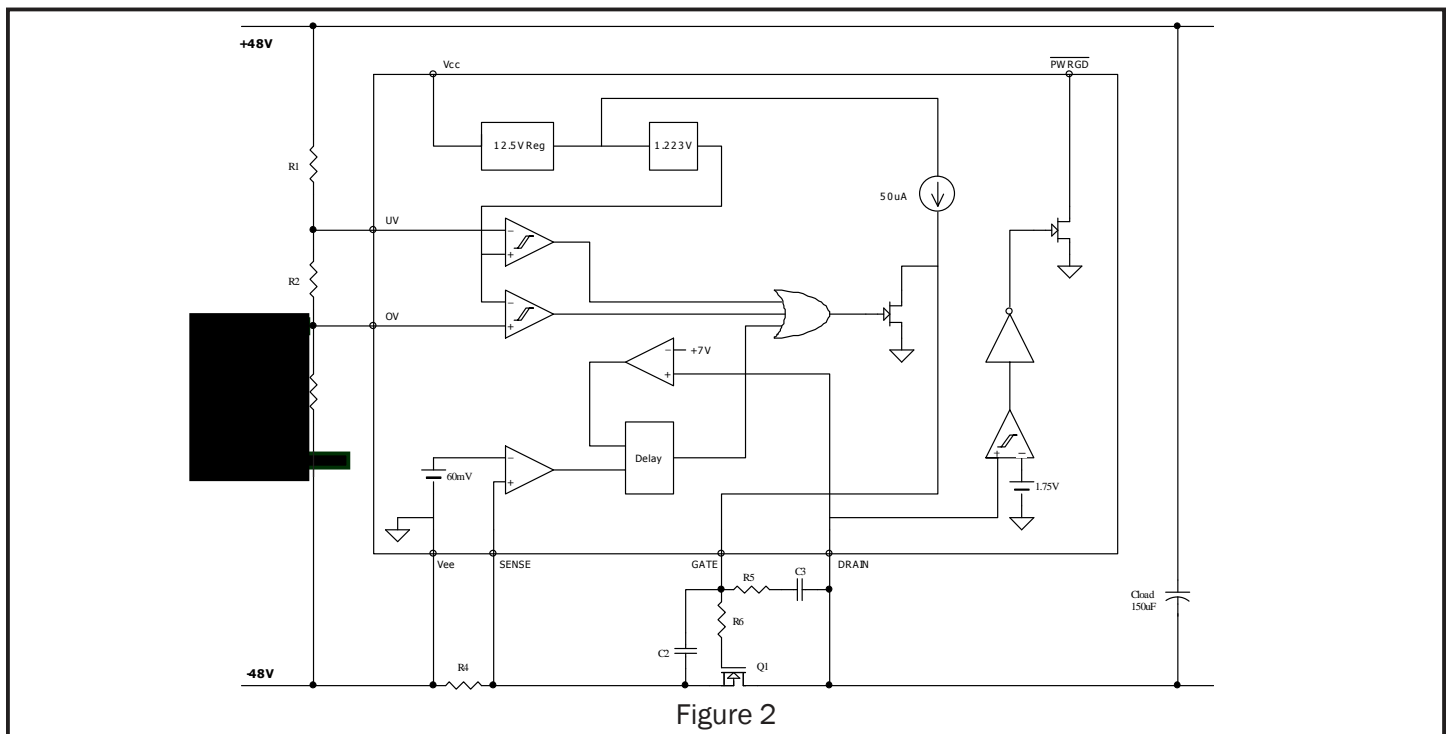 +48V
Vcc
PWRGD
12.5V Reg
1.223V
R1
50uA
UV
−
+
R2
−
+
OV
−
+7V
+
Delay
−
60mV
+
+
−
1.75V
Vee
SENSE
GATE
DRAIN
R5
C3
R6
Cload
150uF
C2
Q1
R4
-48V
Figure 2